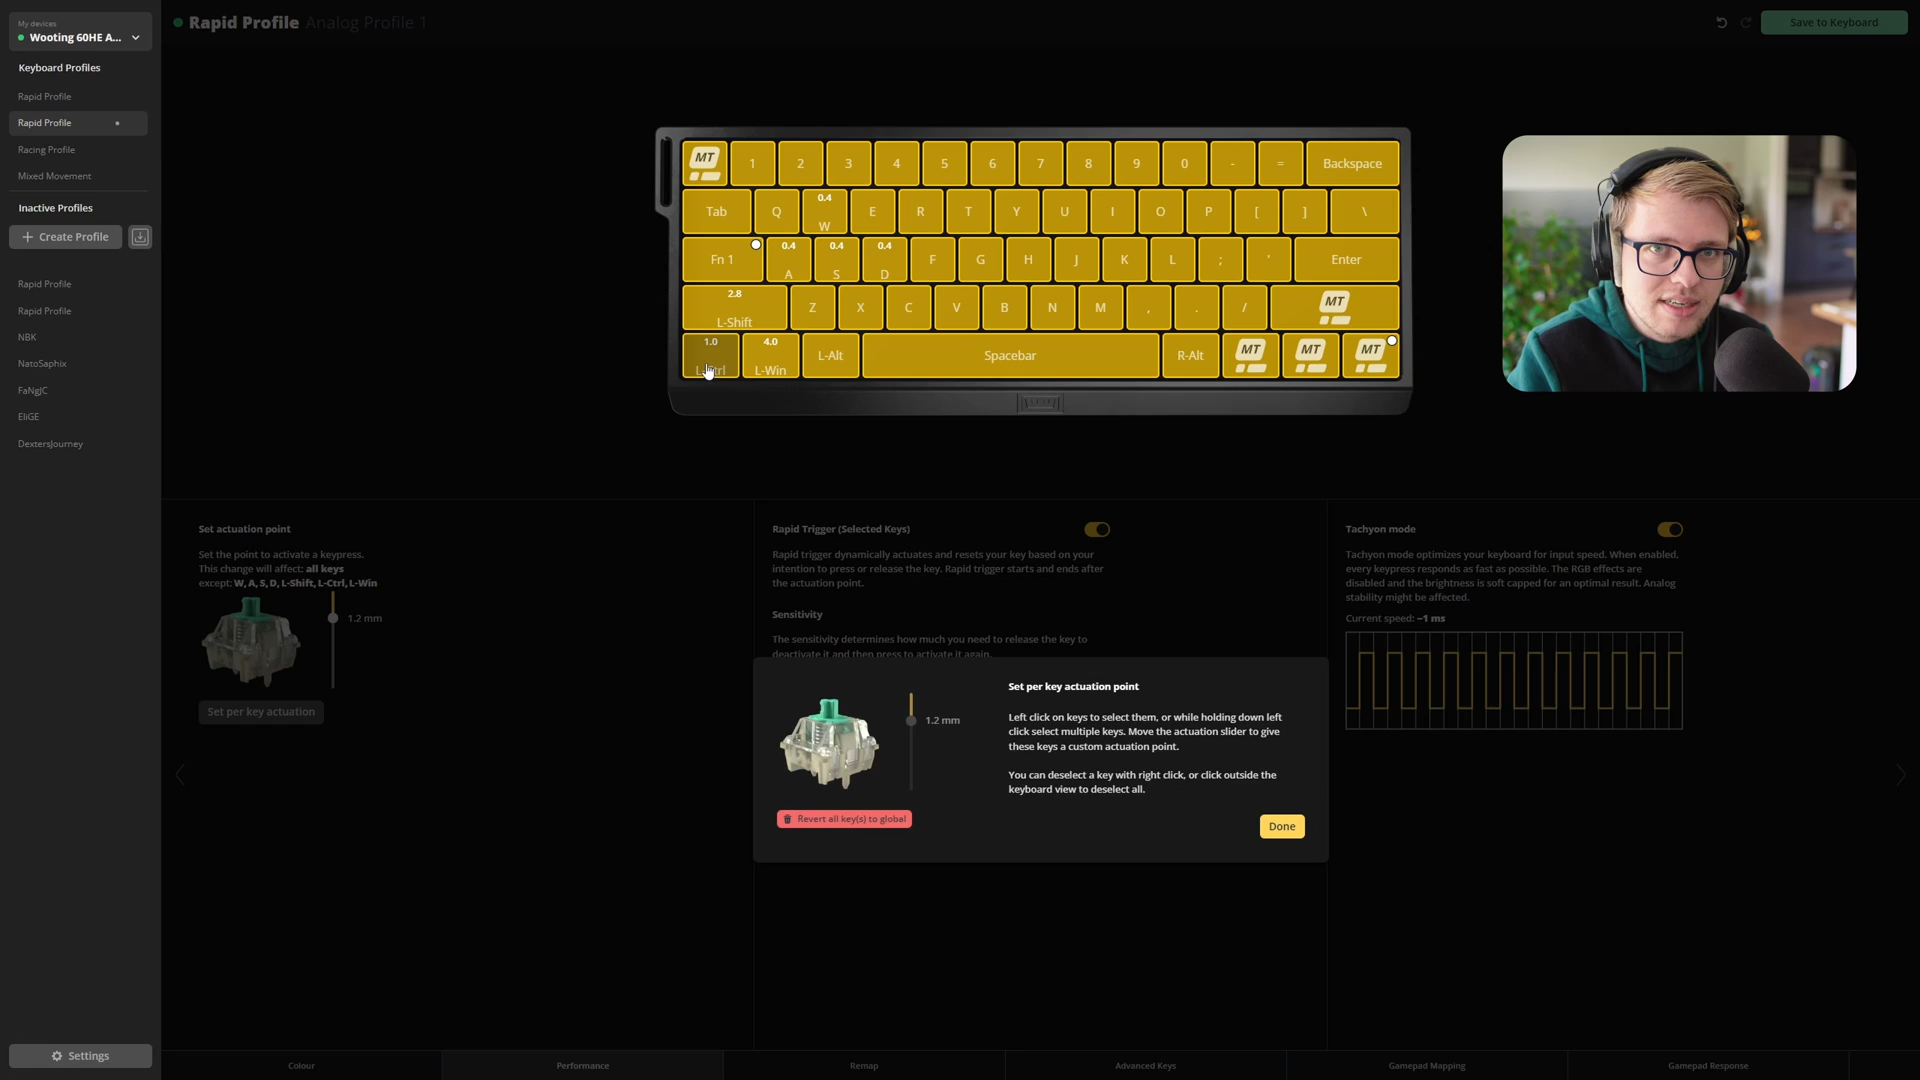 My devices
Wooting 60HE A...
Keyboard Profiles
Rapid Profile
Rapid Profile
Racing Profile
Mixed Movement
Inactive Profiles
Create Profile
Rapid Profile
Rapid Profile
NBK
NatoSaphix
FaNgJC
EliGE
DextersJourney
Settings
Rapid Profile Analog Profile 1
Save to Keyboard
MT 1 2 3 4 5 6 7 8 9 0 - = Backspace
Tab Q 0.4 W E R T Y U I O P [ ] \
Fn 1 0.4 A 0.4 S 0.4 D F G H J K L ; ' Enter
2.8 L-Shift Z X C V B N M , . / MT
1.0 L-Ctrl 4.0 L-Win L-Alt Spacebar R-Alt MT MT MT
Set actuation point
Set the point to activate a keypress.
This change will affect: all keys
except: W, A, S, D, L-Shift, L-Ctrl, L-Win
1.2 mm
Set per key actuation
Rapid Trigger (Selected Keys)
Rapid trigger dynamically actuates and resets your key based on your
intention to press or release the key. Rapid trigger starts and ends after
the actuation point.
Sensitivity
The sensitivity determines how much you need to release the key to
deactivate it and then press to activate it again.
Tachyon mode
Tachyon mode optimizes your keyboard for input speed. When enabled,
every keypress responds as fast as possible. The RGB effects are
disabled and the brightness is soft capped for an optimal result. Analog
stability might be affected.
Current speed: ~1 ms
1.2 mm
Revert all key(s) to global
Set per key actuation point
Left click on keys to select them, or while holding down left
click select multiple keys. Move the actuation slider to give
these keys a custom actuation point.
You can deselect a key with right click, or click outside the
keyboard view to deselect all.
Done
Colour
Performance
Remap
Advanced Keys
Gamepad Mapping
Gamepad Response